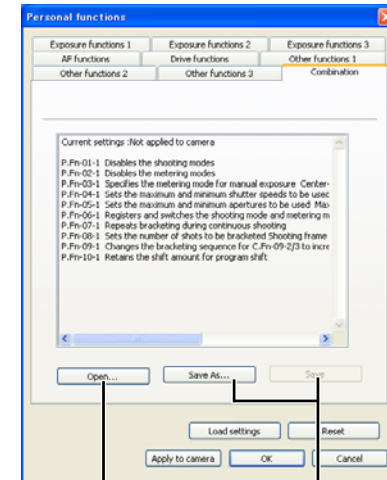 Personal functions
Exposure functions 1 Exposure functions 2 Exposure functions 3
AF functions Drive functions Other functions 1
Other functions 2 Other functions 3 Combination
Current settings :Not applied to camera
P.Fn-01-1 Disables the shooting modes
P.Fn-02-1 Disables the metering modes
P.Fn-03-1 Specifies the metering mode for manual exposure Center-
P.Fn-04-1 Sets the maximum and minimum shutter speeds to be used
P.Fn-05-1 Sets the maximum and minimum apertures to be used Max
P.Fn-06-1 Registers and switches the shooting mode and metering m
P.Fn-07-1 Repeats bracketing during continuous shooting
P.Fn-08-1 Sets the number of shots to be bracketed Shooting frame
P.Fn-09-1 Changes the bracketing sequence for C.Fn-09-2/3 to incre
P.Fn-10-1 Retains the shift amount for program shift
Open... Save As... Save
Load settings Reset
Apply to camera OK Cancel